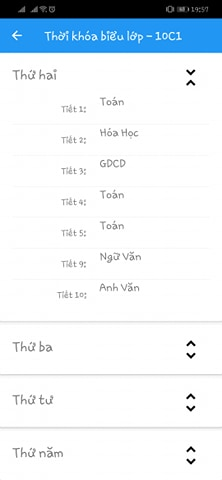 19:57
Thời khóa biểu lớp - 10C1
Thứ hai
Tiết 1: Toán
Tiết 2: Hóa Học
Tiết 3: GDCD
Tiết 4: Toán
Tiết 5: Toán
Tiết 9: Ngữ Văn
Tiết 10: Anh Văn
Thứ ba
Thứ tư
Thứ năm